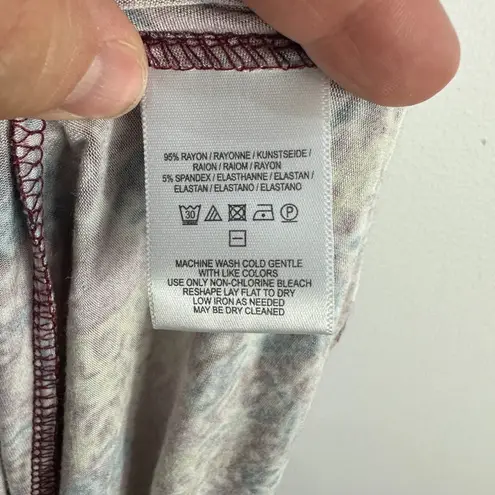 95% RAYON / RAYONNE / KUNSTSEIDE /
RAION / RAIOM / RAYON
5% SPANDEX / ELASTHANNE / ELASTAN /
ELASTAN / ELASTANO / ELASTANO
30 P
MACHINE WASH COLD GENTLE
WITH LIKE COLORS
USE ONLY NON-CHLORINE BLEACH
RESHAPE LAY FLAT TO DRY
LOW IRON AS NEEDED
MAY BE DRY CLEANED